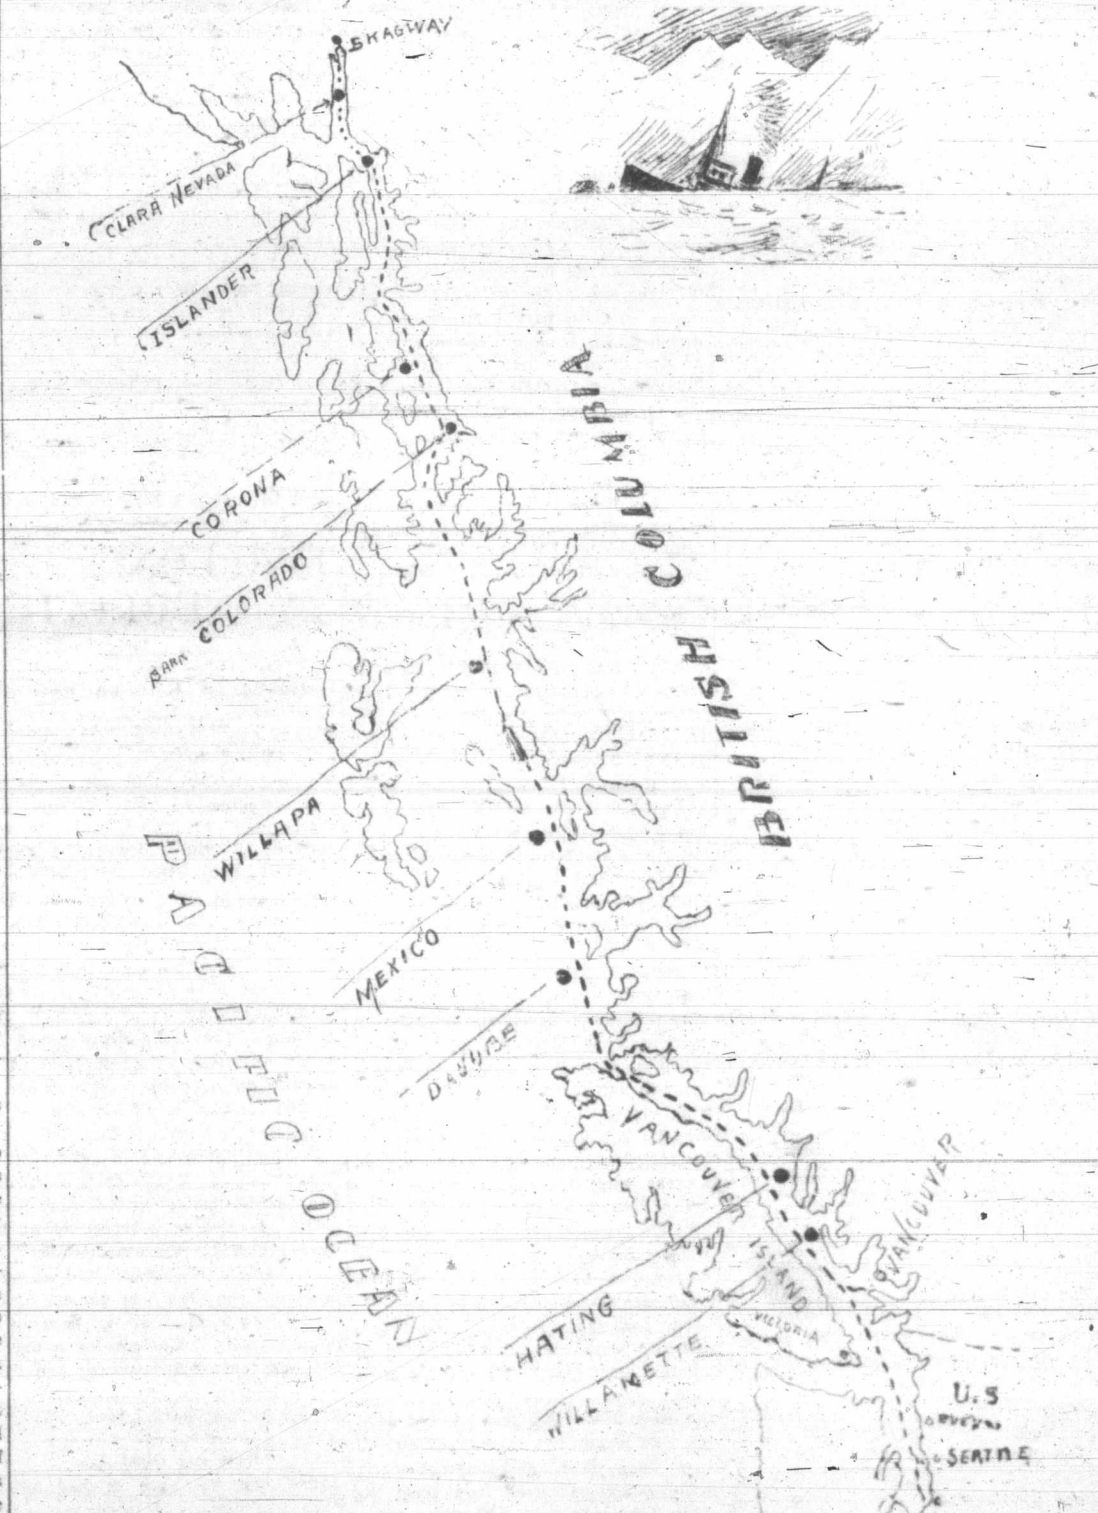 SKAGWAY
CLARA NEVADA
ISLANDER
CORONA
BARK COLORADO
WILLAPA
MEXICO
DANUBE
HATING
WILLAMETTE
BRITISH COLUMBIA
PACIFIC OCEAN
VANCOUVER ISLAND
VANCOUVER
VICTORIA
U.S